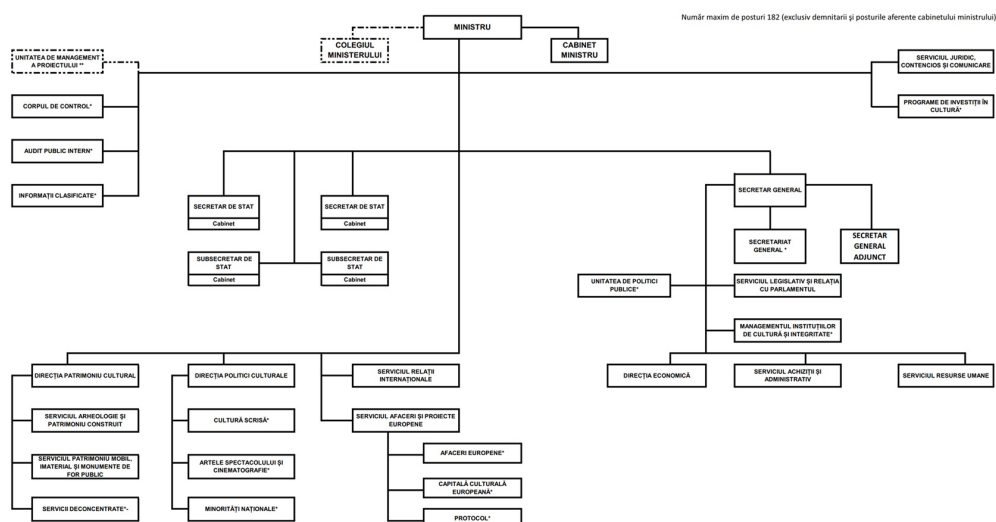 Număr maxim de posturi 182 (exclusiv demnitarii și posturile aferente cabinetului ministrului)
MINISTRU
COLEGIUL
MINISTERULUI
CABINET
MINISTRU
UNITATEA DE MANAGEMENT
A PROIECTULUI **
SERVICIUL JURIDIC,
CONTENCIOS ȘI COMUNICARE
CORPUL DE CONTROL*
PROGRAME DE INVESTIȚII ÎN
CULTURĂ*
AUDIT PUBLIC INTERN*
INFORMAȚII CLASIFICATE*
SECRETAR DE STAT
Cabinet
SECRETAR DE STAT
Cabinet
SECRETAR GENERAL
SUBSECRETAR DE
STAT
Cabinet
SUBSECRETAR DE
STAT
Cabinet
SECRETARIAT
GENERAL *
SECRETAR
GENERAL
ADJUNCT
UNITATEA DE POLITICI
PUBLICE*
SERVICIUL LEGISLATIV ȘI RELAȚIA
CU PARLAMENTUL
MANAGEMENTUL INSTITUȚIILOR
DE CULTURĂ ȘI INTEGRITATE*
DIRECȚIA PATRIMONIU CULTURAL
DIRECȚIA POLITICI CULTURALE
SERVICIUL RELAȚII
INTERNAȚIONALE
DIRECȚIA ECONOMICĂ
SERVICIUL ACHIZIȚII ȘI
ADMINISTRATIV
SERVICIUL RESURSE UMANE
SERVICIUL ARHEOLOGIE ȘI
PATRIMONIU CONSTRUIT
CULTURĂ SCRISĂ*
SERVICIUL AFACERI ȘI PROIECTE
EUROPENE
SERVICIUL PATRIMONIU MOBIL,
IMATERIAL ȘI MONUMENTE DE
FOR PUBLIC
ARTELE SPECTACOLULUI ȘI
CINEMATOGRAFIE*
AFACERI EUROPENE*
CAPITALĂ CULTURALĂ
EUROPEANĂ*
SERVICII DECONCENTRATE*-
MINORITĂȚI NAȚIONALE*
PROTOCOL*